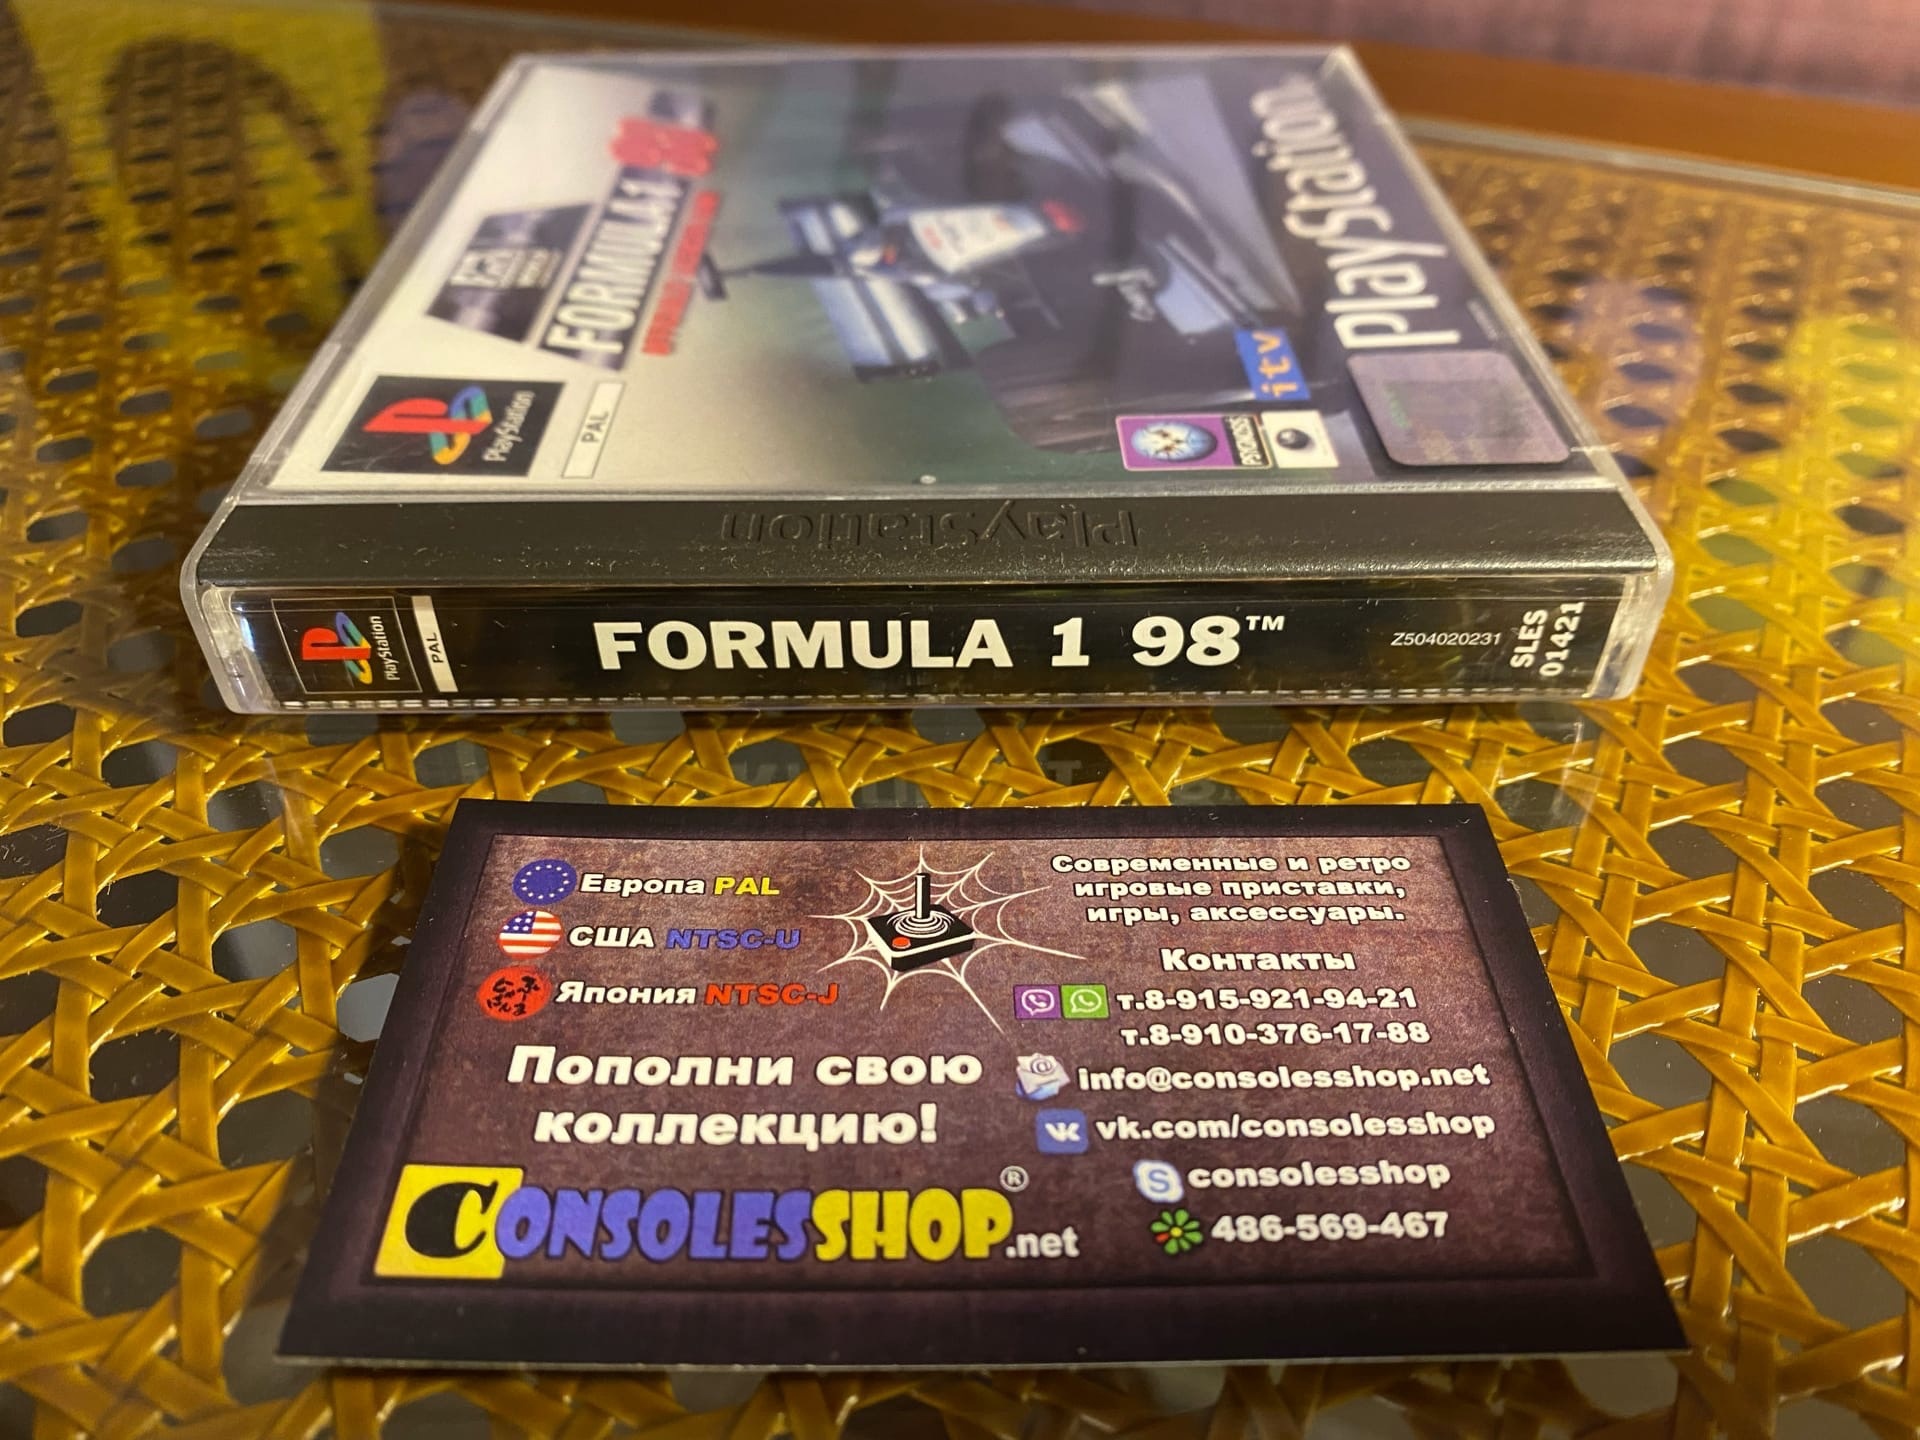 PlayStation
FORMULA 1 98
itv
PSYGNOSIS
PlayStation
PAL
PlayStation
PlayStation
PAL
FORMULA 1 98™
Z504020231
SLES
01421
Европа PAL
США NTSC-U
Япония NTSC-J
Пополни свою
коллекцию!
CONSOLESSHOP®.net
Современные и ретро
игровые приставки,
игры, аксессуары.
Контакты
т.8-915-921-94-21
т.8-910-376-17-88
info@consolesshop.net
vk.com/consolesshop
consolesshop
486-569-467